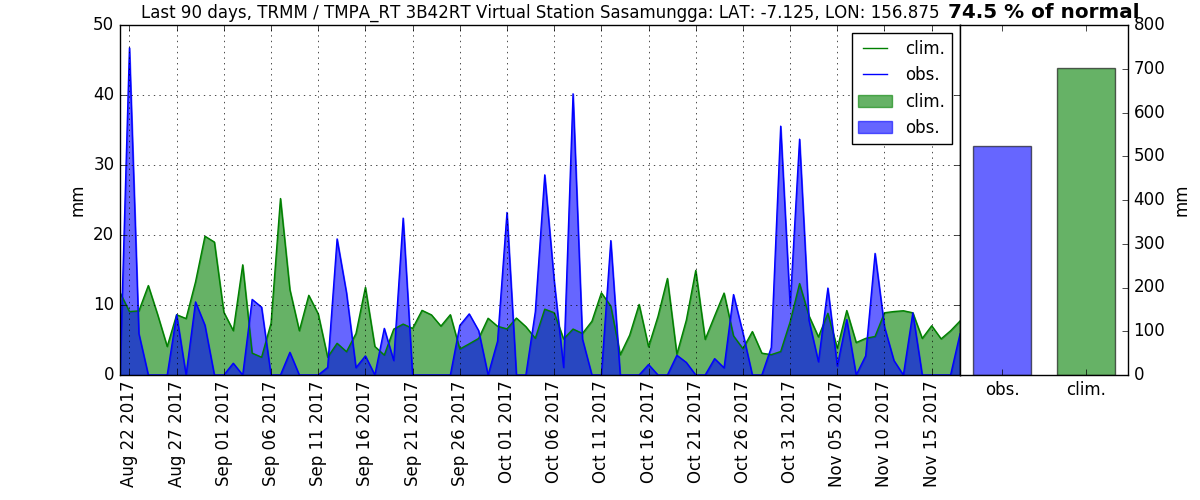 Last 90 days, TRMM / TMPA_RT 3B42RT Virtual Station Sasamungga: LAT: -7.125, LON: 156.875
74.5 % of normal
50
40
30
20
10
0
mm
clim.
obs.
clim.
obs.
800
700
600
500
400
300
200
100
0
mm
obs.
clim.
Aug 22 2017
Aug 27 2017
Sep 01 2017
Sep 06 2017
Sep 11 2017
Sep 16 2017
Sep 21 2017
Sep 26 2017
Oct 01 2017
Oct 06 2017
Oct 11 2017
Oct 16 2017
Oct 21 2017
Oct 26 2017
Oct 31 2017
Nov 05 2017
Nov 10 2017
Nov 15 2017